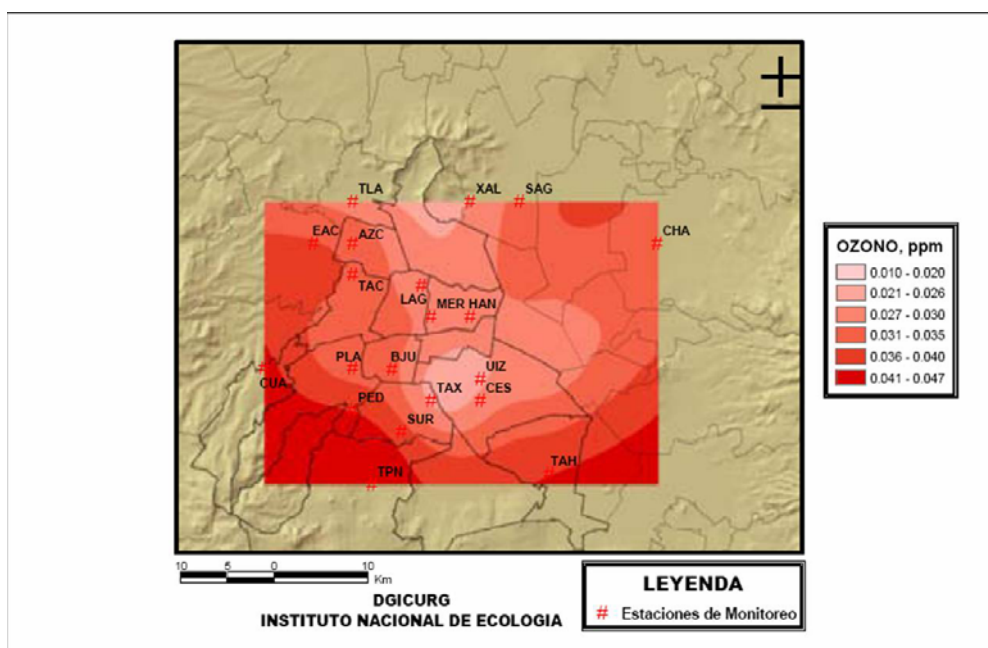 TLA
XAL
SAG
EAC
AZC
CHA
TAC
LAG
MER HAN
PLA
BJU
UIZ
CUA
PED
TAX
CES
SUR
TPN
TAH
OZONO, ppm
0.010 - 0.020
0.021 - 0.026
0.027 - 0.030
0.031 - 0.035
0.036 - 0.040
0.041 - 0.047
10 5 0 10
Km
DGICURG
INSTITUTO NACIONAL DE ECOLOGIA
LEYENDA
# Estaciones de Monitoreo